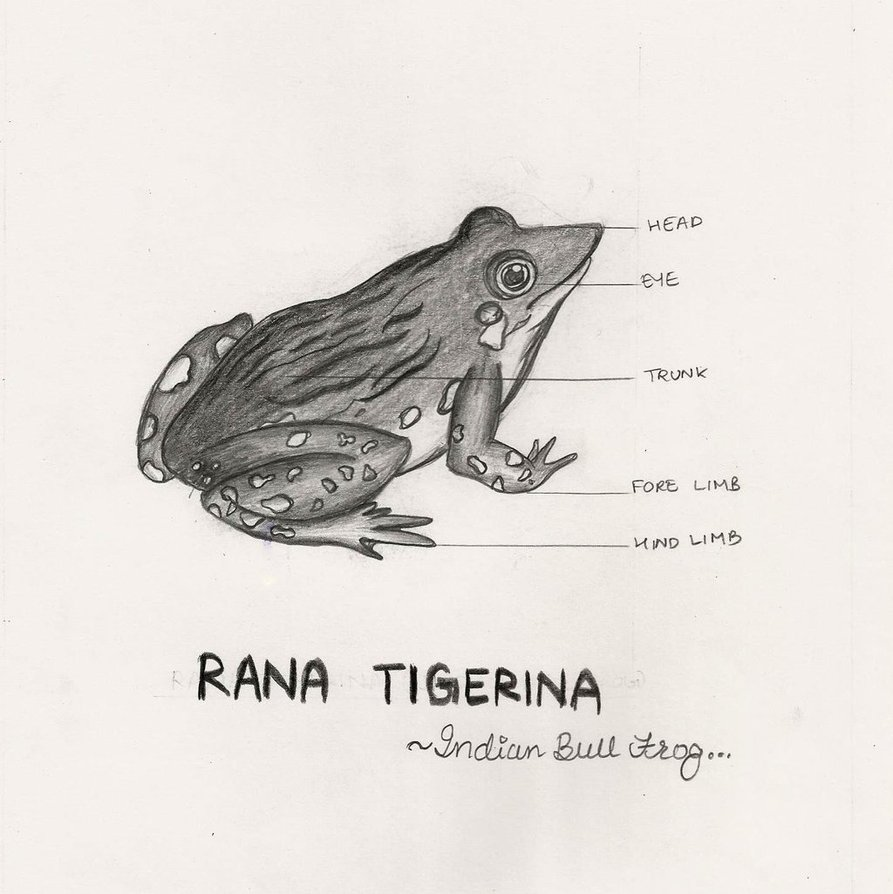 HEAD
EYE
TRUNK
FORE LIMB
HIND LIMB
RANA TIGERINA
~Indian Bull Frog...